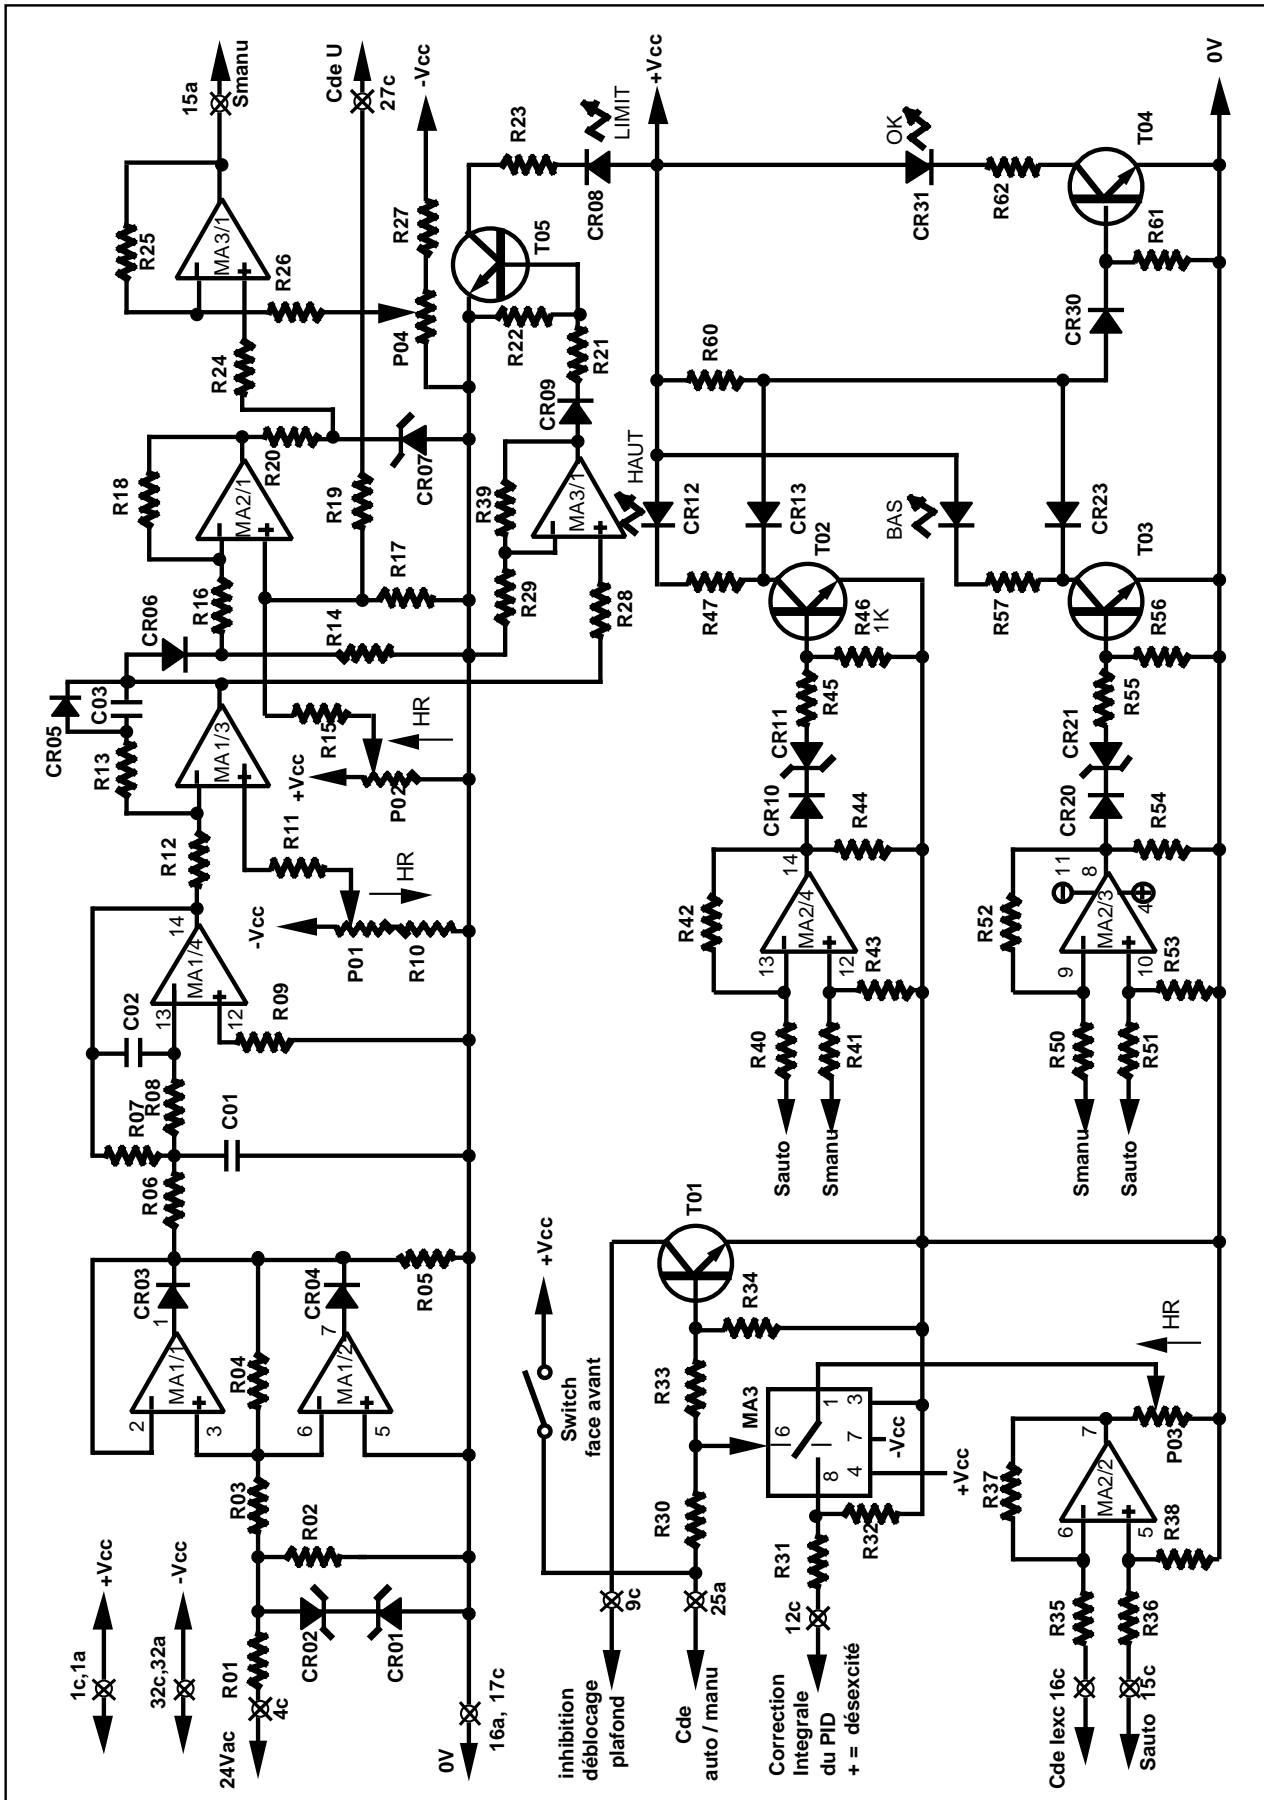 1c,1a
+Vcc
32c,32a
-Vcc
24Vac
4c
R01
CR02
CR01
R02
R03
0V
16a, 17c
2
3
MA1/1
1
CR03
R04
6
5
MA1/2
7
CR04
R05
R06
R07
R08
C01
C02
13
12
MA1/4
14
R09
R12
-Vcc
P01
R10
R11
HR
CR05
R13
C03
MA1/3
CR06
+Vcc
P02
R15
HR
R14
R16
R17
R18
MA2/1
R19
R20
CR07
R24
R25
MA3/1
R26
15a
Smanu
Cde U
27c
-Vcc
R27
P04
R29
R28
R39
MA3/1
CR09
R21
R22
T05
R23
CR08
LIMIT
+Vcc
inhibition
déblocage
plafond
9c
Switch
face avant
+Vcc
Cde
auto / manu
25a
R30
R33
R34
T01
Correction
Integrale
du PID
+ = désexcité
12c
R31
R32
MA3
6
8
1
4
7
3
-Vcc
+Vcc
Cde Iexc 16c
Sauto 15c
R35
R36
R37
R38
6
5
MA2/2
7
P03
HR
Sauto
Smanu
R40
R41
R42
R43
13
12
MA2/4
14
R44
CR10
CR11
R45
R46
1K
T02
R47
HAUT
CR12
CR13
R60
Smanu
Sauto
R50
R51
R52
R53
9
10
MA2/3
11
8
4
R54
CR20
CR21
R55
R56
T03
R57
BAS
CR23
CR30
R61
R62
CR31
OK
T04
0V